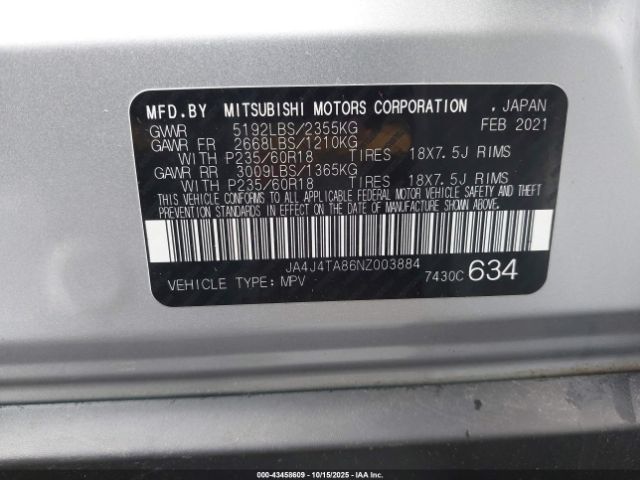 MFD.BY MITSUBISHI MOTORS CORPORATION , JAPAN
GVWR 5192LBS/2355KG FEB 2021
GAWR FR 2668LBS/1210KG
WITH P235/60R18 TIRES 18X7.5J RIMS
GAWR RR 3009LBS/1365KG
WITH P235/60R18 TIRES 18X7.5J RIMS
THIS VEHICLE CONFORMS TO ALL APPLICABLE FEDERAL MOTOR VEHICLE SAFETY AND THEFT
PREVENTION STANDARDS IN EFFECT ON THE DATE OF MANUFACTURE SHOWN ABOVE.
JA4J4TA86NZ003884
VEHICLE TYPE: MPV 7430C 634
000-43458609 - 10/15/2025 - IAA Inc.